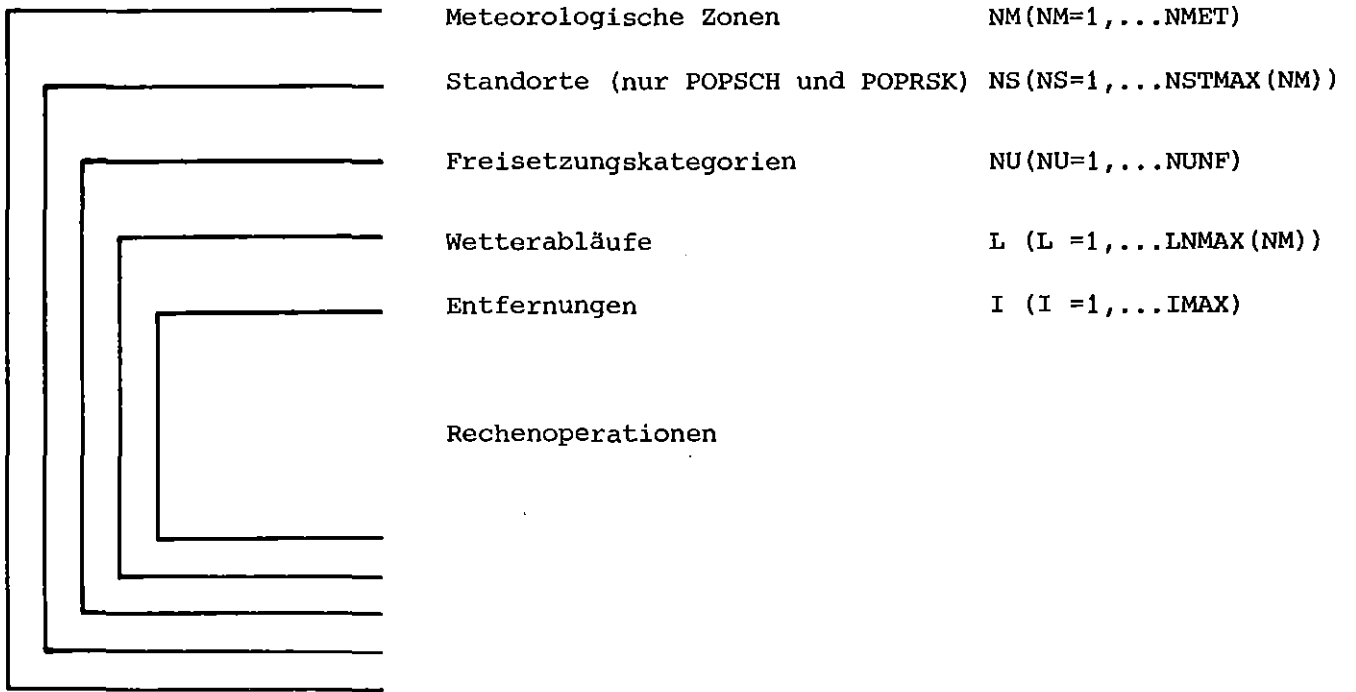 Meteorologische Zonen NM(NM=1,...NMET)
Standorte (nur POPSCH und POPRSK) NS(NS=1,...NSTMAX(NM))
Freisetzungskategorien NU(NU=1,...NUNF)
Wetterabläufe L (L =1,...LNMAX(NM))
Entfernungen I (I =1,...IMAX)
Rechenoperationen